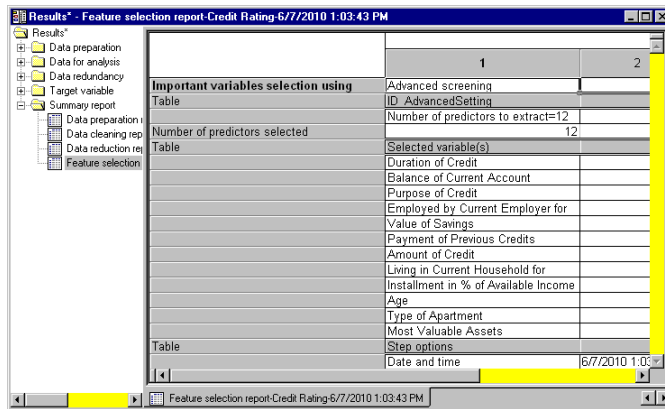 Results* - Feature selection report-Credit Rating-6/7/2010 1:03:43 PM
Results*
Data preparation
Data for analysis
Data redundancy
Target variable
Summary report
Data preparation
Data cleaning rep
Data reduction re
Feature selection
1 2
Important variables selection using Advanced screening
Table ID_AdvancedSetting
Number of predictors to extract=12
Number of predictors selected 12
Table Selected variable(s)
Duration of Credit
Balance of Current Account
Purpose of Credit
Employed by Current Employer for
Value of Savings
Payment of Previous Credits
Amount of Credit
Living in Current Household for
Installment in % of Available Income
Age
Type of Apartment
Most Valuable Assets
Table Step options
Date and time 6/7/2010 1:03
Feature selection report-Credit Rating-6/7/2010 1:03:43 PM